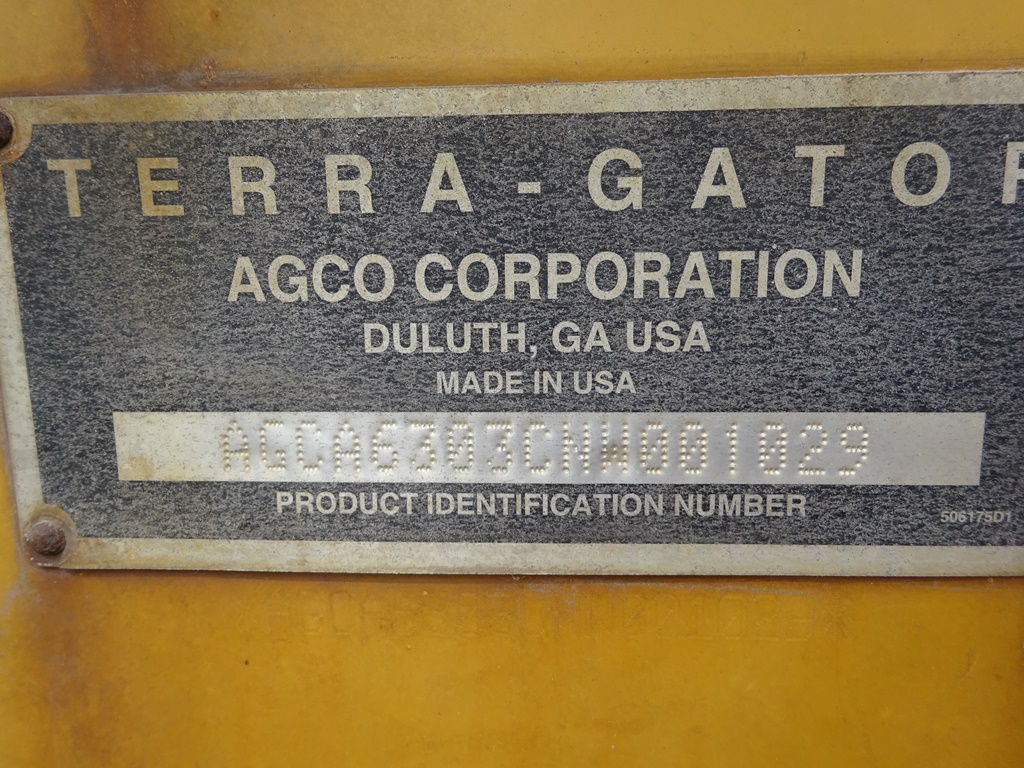 TERRA-GATOR
AGCO CORPORATION
DULUTH, GA USA
MADE IN USA
AGCA6303CNW001029
PRODUCT IDENTIFICATION NUMBER
506175D1